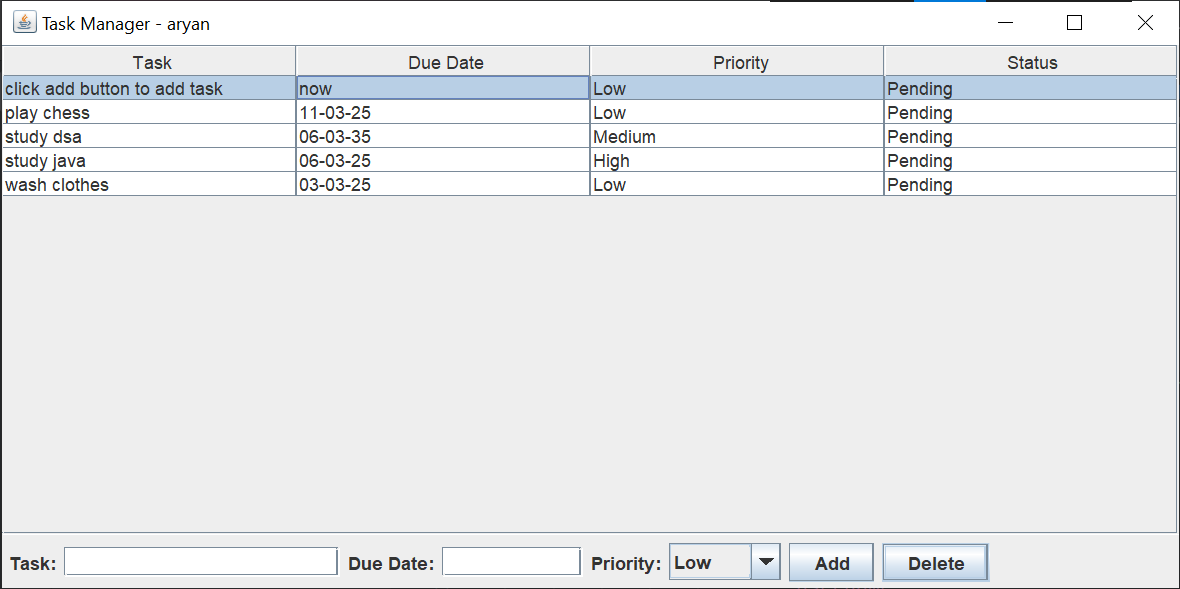 Task Manager - aryan
Task Due Date Priority Status
click add button to add task now Low Pending
play chess 11-03-25 Low Pending
study dsa 06-03-35 Medium Pending
study java 06-03-25 High Pending
wash clothes 03-03-25 Low Pending
Task: Due Date: Priority: Low Add Delete